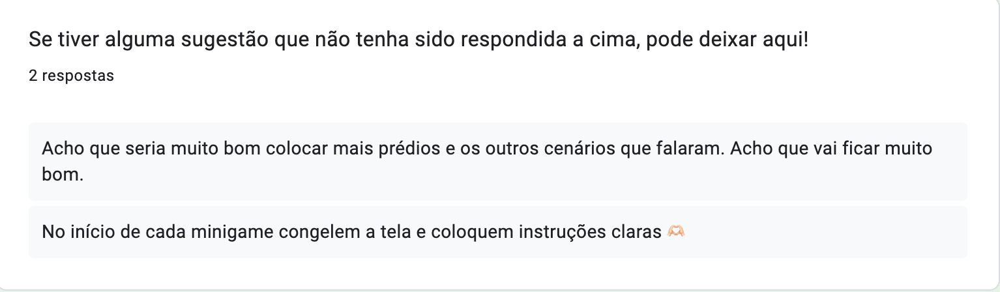 Se tiver alguma sugestão que não tenha sido respondida a cima, pode deixar aqui!
2 respostas
Acho que seria muito bom colocar mais prédios e os outros cenários que falaram. Acho que vai ficar muito
bom.
No início de cada minigame congelem a tela e coloquem instruções claras 🫶🏻